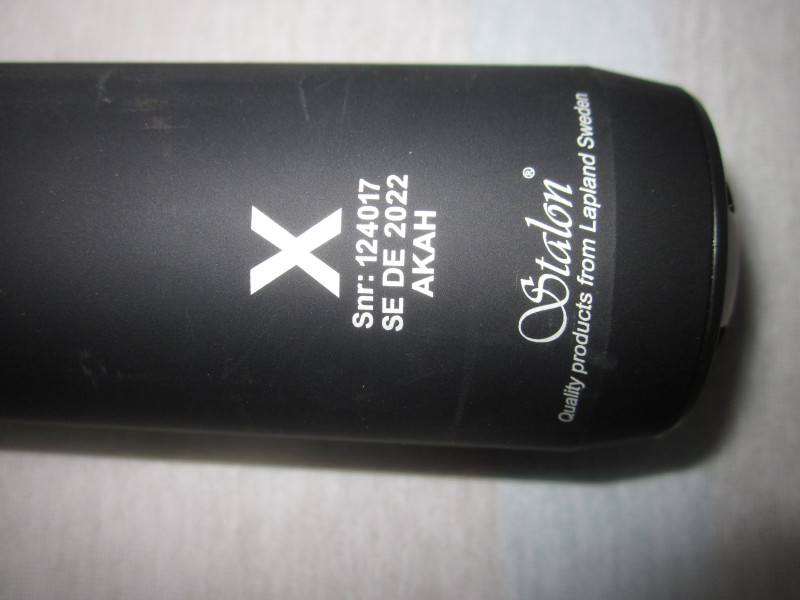 X
Snr: 124017
SE DE 2022
AKAH
Stalon®
Quality products from Lapland Sweden